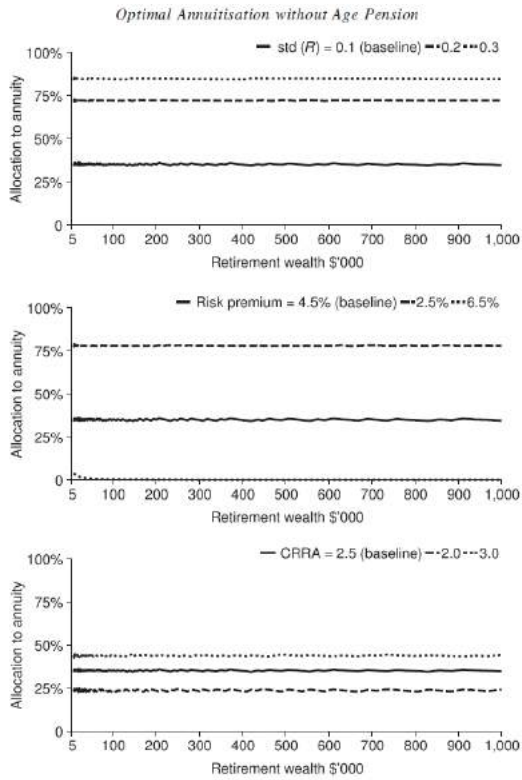 Optimal Annuitisation without Age Pension
std (R) = 0.1 (baseline) 0.2 0.3
100%
75%
50%
25%
0
Allocation to annuity
5 100 200 300 400 500 600 700 800 900 1,000
Retirement wealth $'000
Risk premium = 4.5% (baseline) 2.5% 6.5%
100%
75%
50%
25%
0
Allocation to annuity
5 100 200 300 400 500 600 700 800 900 1,000
Retirement wealth $'000
CRRA = 2.5 (baseline) 2.0 3.0
100%
75%
50%
25%
0
Allocation to annuity
5 100 200 300 400 500 600 700 800 900 1,000
Retirement wealth $'000